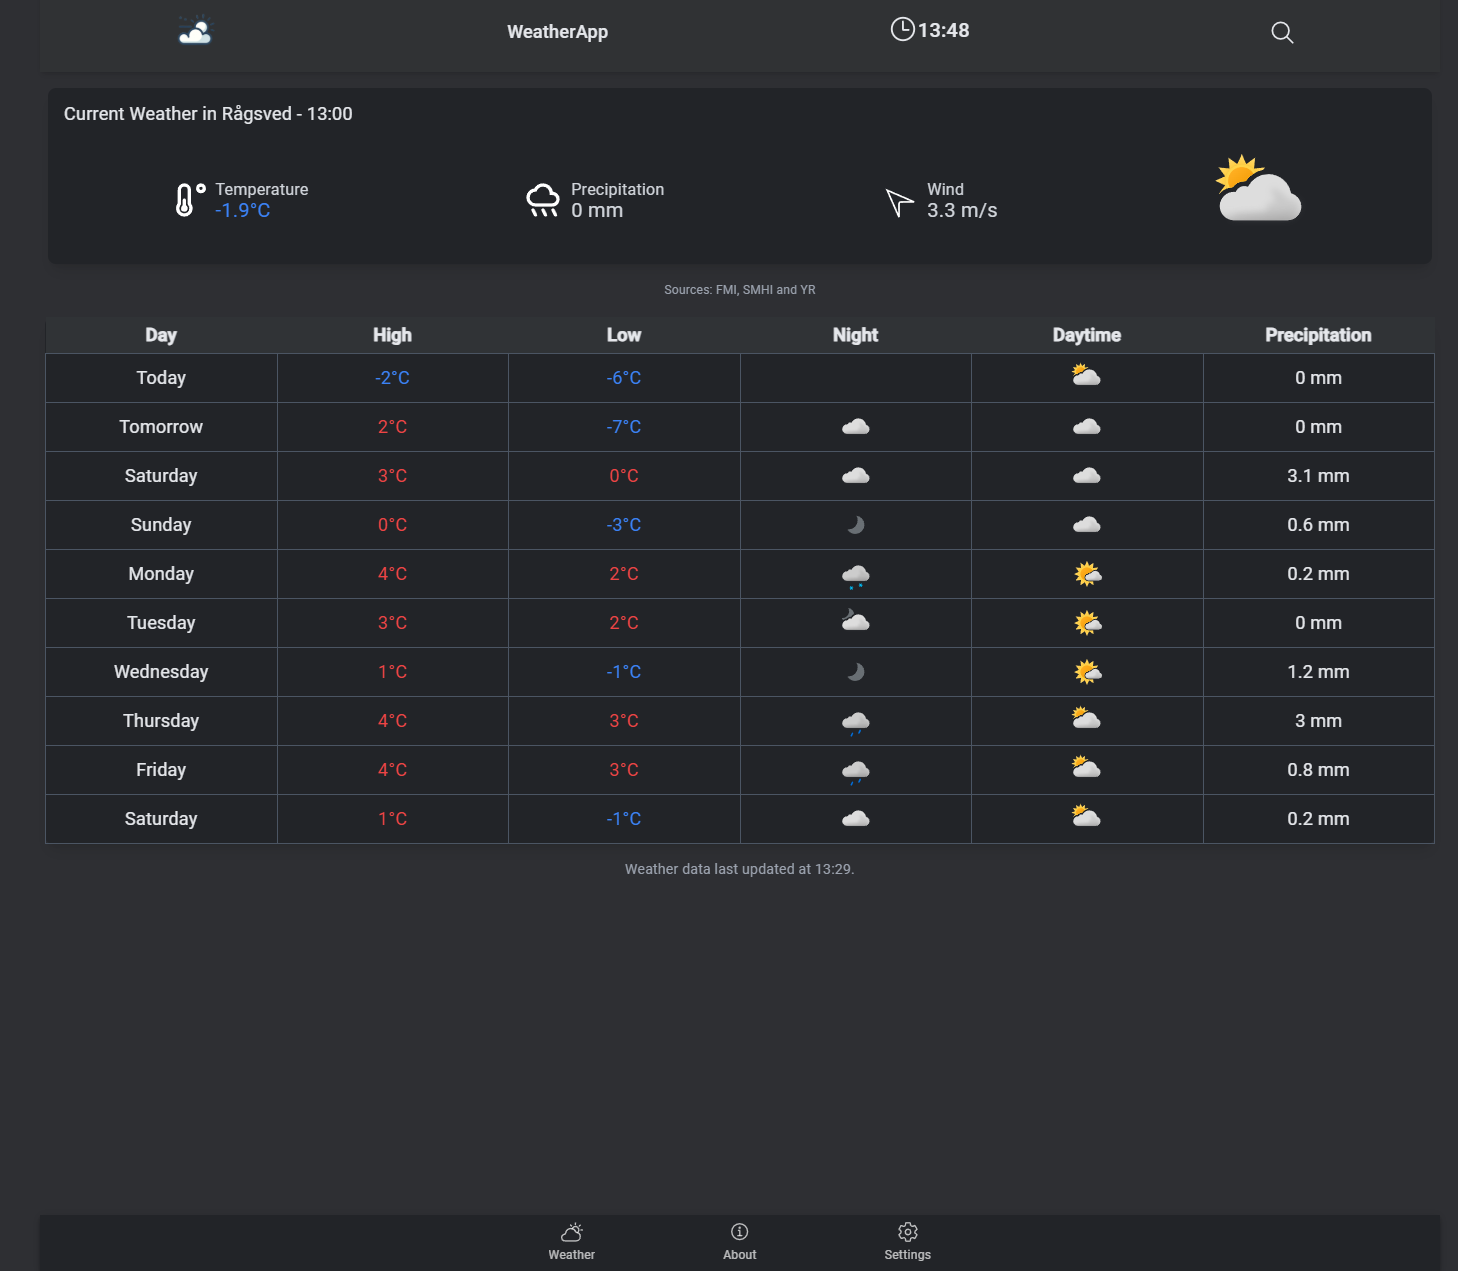 WeatherApp 13:48
Current Weather in Rågsved - 13:00
Temperature Precipitation Wind
-1.9°C 0 mm 3.3 m/s
Sources: FMI, SMHI and YR
Day High Low Night Daytime Precipitation
Today -2°C -6°C 0 mm
Tomorrow 2°C -7°C 0 mm
Saturday 3°C 0°C 3.1 mm
Sunday 0°C -3°C 0.6 mm
Monday 4°C 2°C 0.2 mm
Tuesday 3°C 2°C 0 mm
Wednesday 1°C -1°C 1.2 mm
Thursday 4°C 3°C 3 mm
Friday 4°C 3°C 0.8 mm
Saturday 1°C -1°C 0.2 mm
Weather data last updated at 13:29.
Weather About Settings